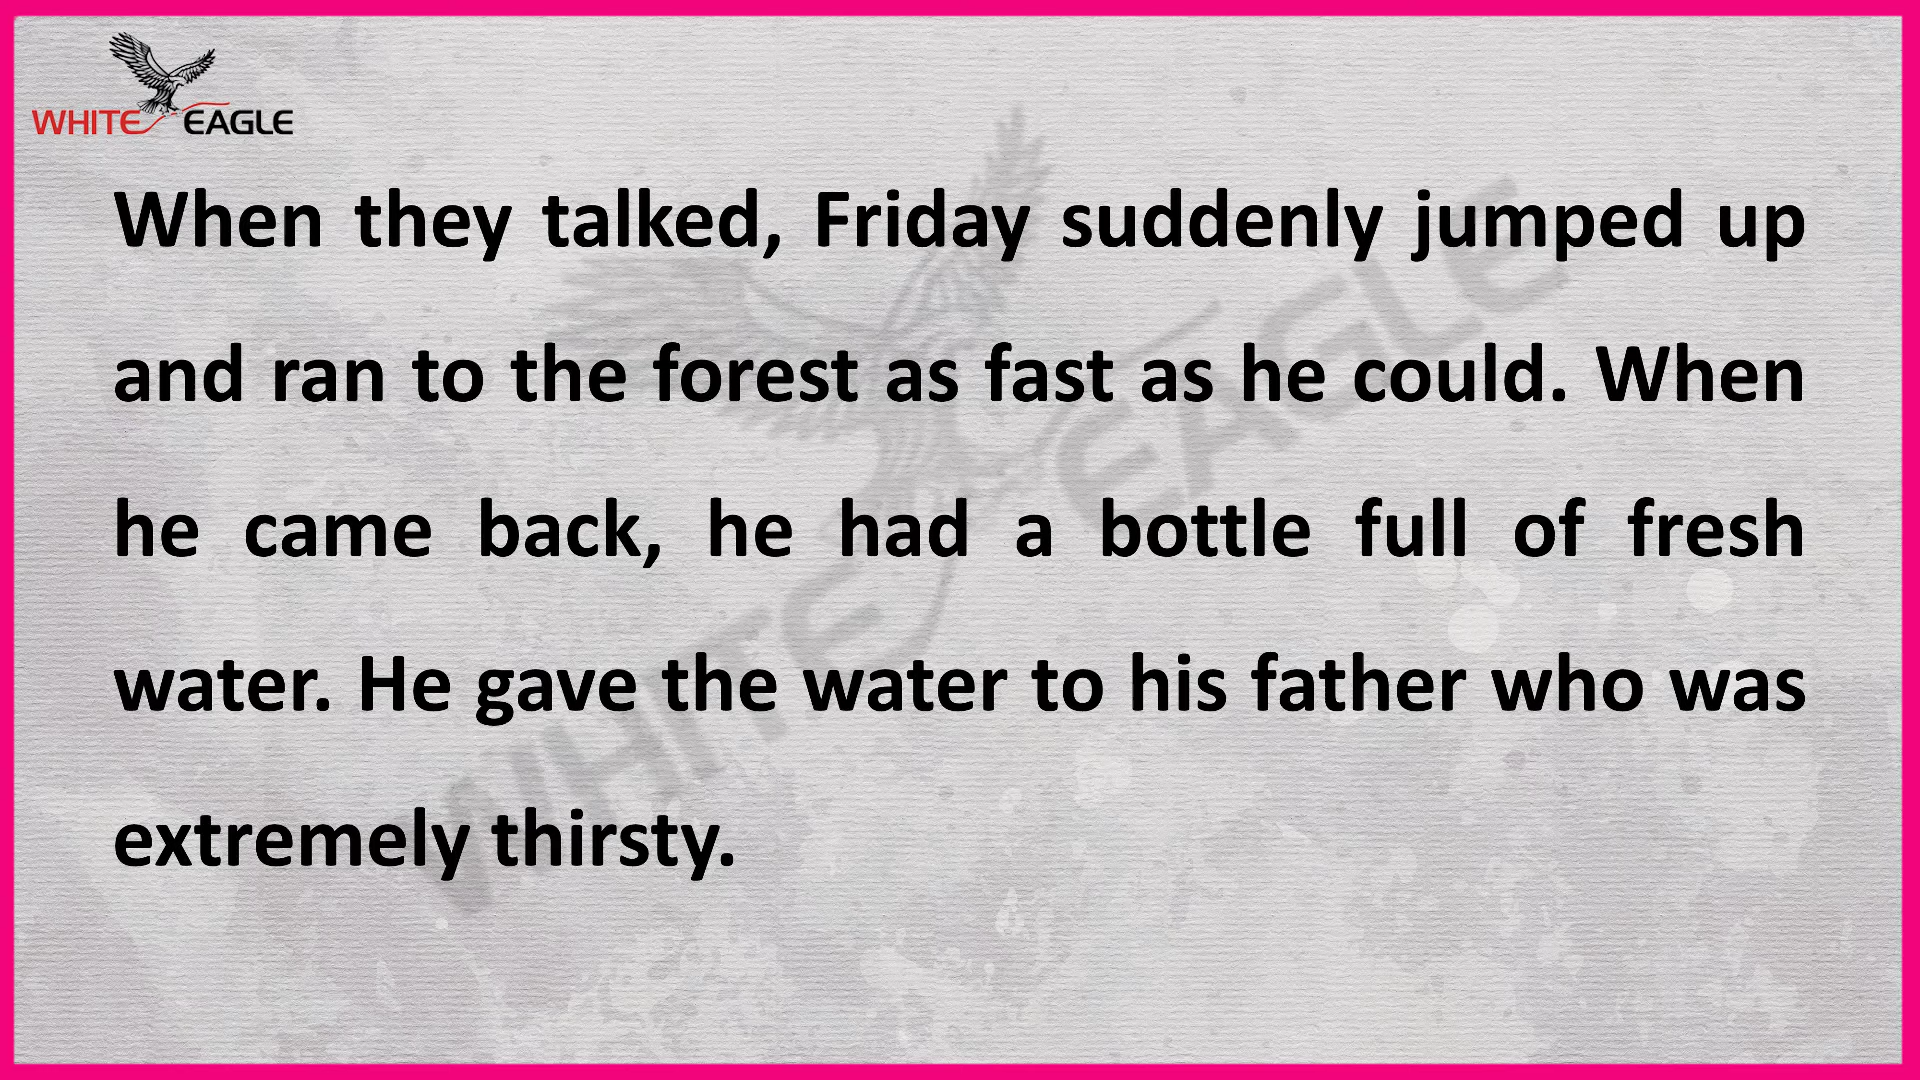 WHITE EAGLE
When they talked, Friday suddenly jumped up
and ran to the forest as fast as he could. When
he came back, he had a bottle full of fresh
water. He gave the water to his father who was
extremely thirsty.
WHITE EAGLE